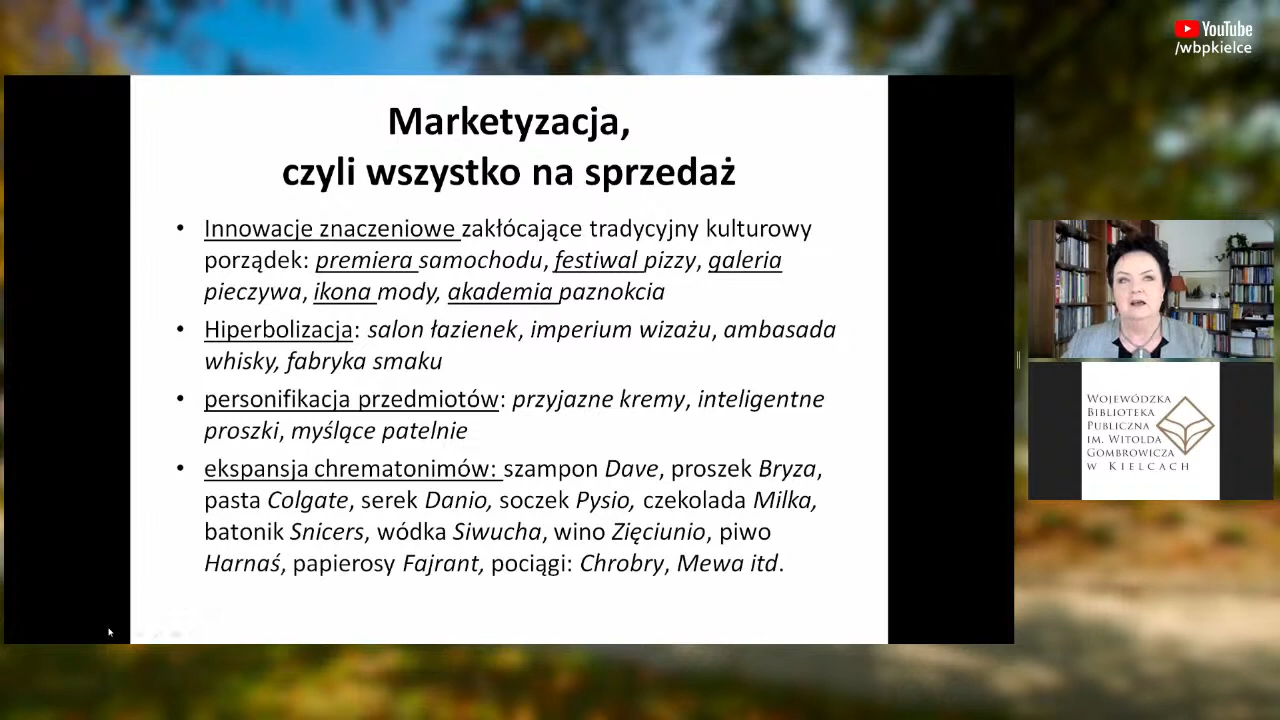 YouTube
/wbpkielce
Marketyzacja,
czyli wszystko na sprzedaż
• Innowacje znaczeniowe zakłócające tradycyjny kulturowy
porządek: premiera samochodu, festiwal pizzy, galeria
pieczywa, ikona mody, akademia paznokcia
• Hiperbolizacja: salon łazienek, imperium wizażu, ambasada
whisky, fabryka smaku
• personifikacja przedmiotów: przyjazne kremy, inteligentne
proszki, myślące patelnie
• ekspansja chrematonimów: szampon Dave, proszek Bryza,
pasta Colgate, serek Danio, soczek Pysio, czekolada Milka,
batonik Snicers, wódka Siwucha, wino Zięciunio, piwo
Harnaś, papierosy Fajrant, pociągi: Chrobry, Mewa itd.
Wojewódzka
Biblioteka
Publiczna
im. Witolda
Gombrowicza
w Kielcach